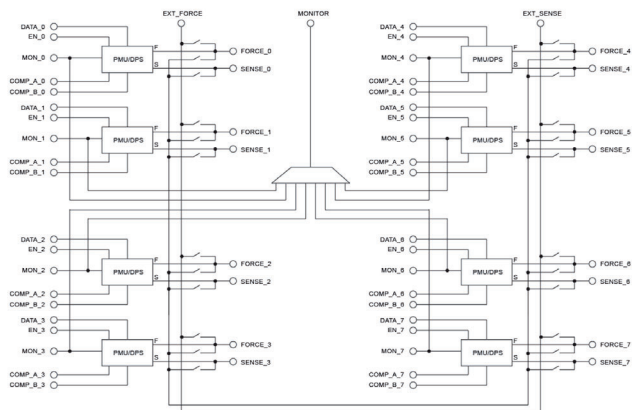 EXT_FORCE MONITOR EXT_SENSE
DATA_0
EN_0
MON_0
COMP_A_0
COMP_B_0
PMU/DPS
F
S
FORCE_0
SENSE_0
DATA_4
EN_4
MON_4
COMP_A_4
COMP_B_4
PMU/DPS
F
S
FORCE_4
SENSE_4
DATA_1
EN_1
MON_1
COMP_A_1
COMP_B_1
PMU/DPS
F
S
FORCE_1
SENSE_1
DATA_5
EN_5
MON_5
COMP_A_5
COMP_B_5
PMU/DPS
F
S
FORCE_5
SENSE_5
DATA_2
EN_2
MON_2
COMP_A_2
COMP_B_2
PMU/DPS
F
S
FORCE_2
SENSE_2
DATA_6
EN_6
MON_6
COMP_A_6
COMP_B_6
PMU/DPS
F
S
FORCE_6
SENSE_6
DATA_3
EN_3
MON_3
COMP_A_3
COMP_B_3
PMU/DPS
F
S
FORCE_3
SENSE_3
DATA_7
EN_7
MON_7
COMP_A_7
COMP_B_7
PMU/DPS
F
S
FORCE_7
SENSE_7